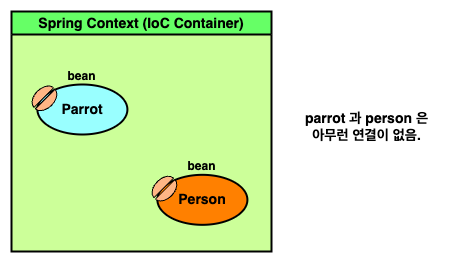 Spring Context (IoC Container)
bean
Parrot
bean
Person
parrot 과 person 은
아무런 연결이 없음.